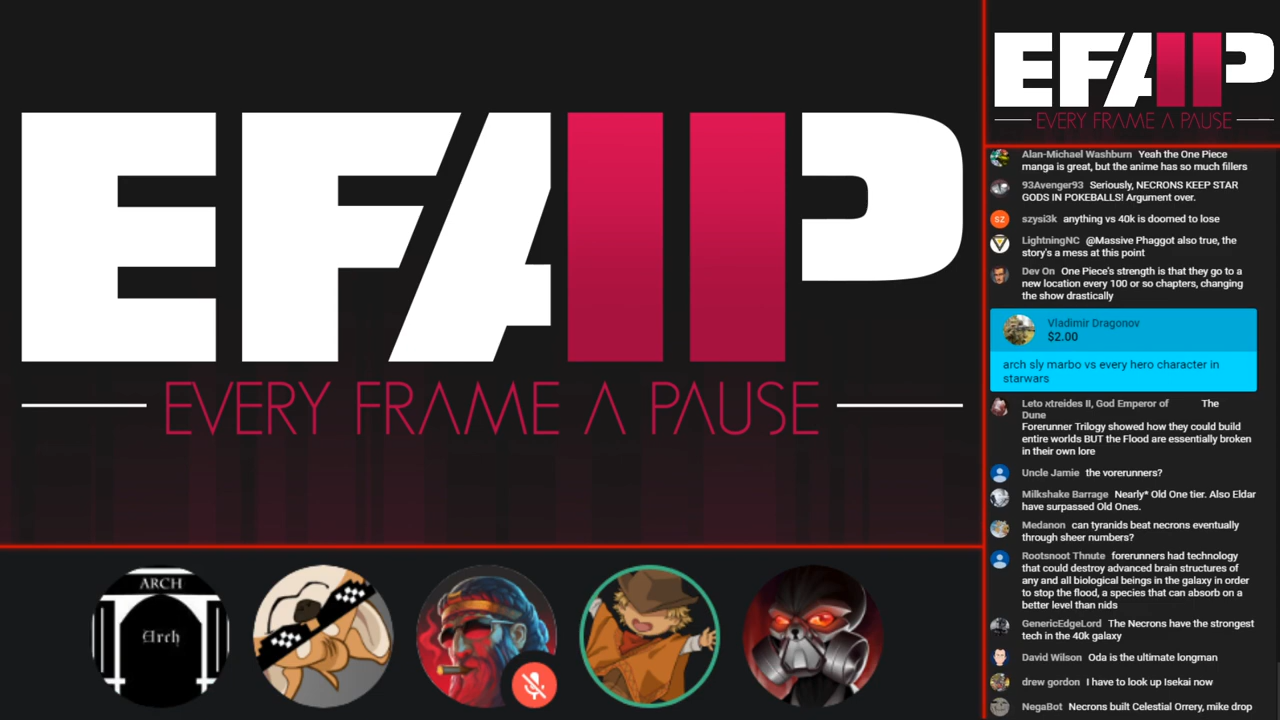 EFAP
EVERY FRAME A PAUSE
EFAP
EVERY FRAME A PAUSE
Alan-Michael Washburn Yeah the One Piece
manga is great, but the anime has so much fillers
93Avenger93 Seriously, NECRONS KEEP STAR
GODS IN POKEBALLS! Argument over.
SZ
szysi3k anything vs 40k is doomed to lose
LightningNC @Massive Phaggot also true, the
story's a mess at this point
Dev On One Piece's strength is that they go to a
new location every 100 or so chapters, changing
the show drastically
Vladimir Dragonov
$2.00
arch sly marbo vs every hero character in
starwars
Leto Atreides II, God Emperor of The
Dune
Forerunner Trilogy showed how they could build
entire worlds BUT the Flood are essentially broken
in their own lore
Uncle Jamie the vorerunners?
Milkshake Barrage Nearly* Old One tier. Also Eldar
have surpassed Old Ones.
Medanon can tyranids beat necrons eventually
through sheer numbers?
Rootsnoot Thnute forerunners had technology
that could destroy advanced brain structures of
any and all biological beings in the galaxy in order
to stop the flood, a species that can absorb on a
better level than nids
GenericEdgeLord The Necrons have the strongest
tech in the 40k galaxy
David Wilson Oda is the ultimate longman
drew gordon I have to look up Isekai now
NegaBot Necrons built Celestial Orrery, mike drop
ARCH
Arch